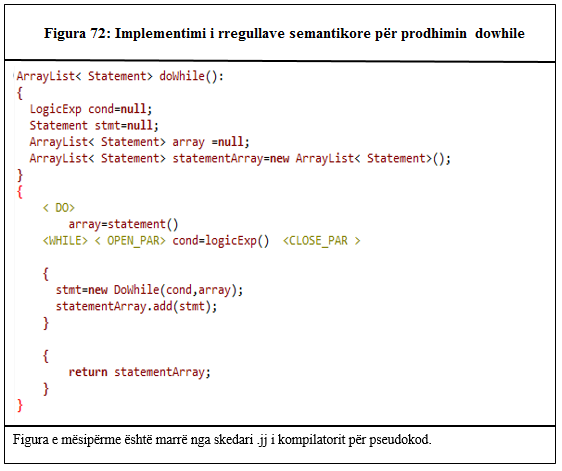 Figura 72: Implementimi i rregullave semantikore për prodhimin dowhile
ArrayList< Statement> doWhile():
{
LogicExp cond=null;
Statement stmt=null;
ArrayList< Statement> array =null;
ArrayList< Statement> statementArray=new ArrayList< Statement>();
}
{
< DO>
array=statement()
<WHILE> < OPEN_PAR> cond=logicExp() <CLOSE_PAR >
{
stmt=new DoWhile(cond,array);
statementArray.add(stmt);
}
{
return statementArray;
}
}
Figura e mësipërme është marrë nga skedari .jj i kompilatorit për pseudokod.